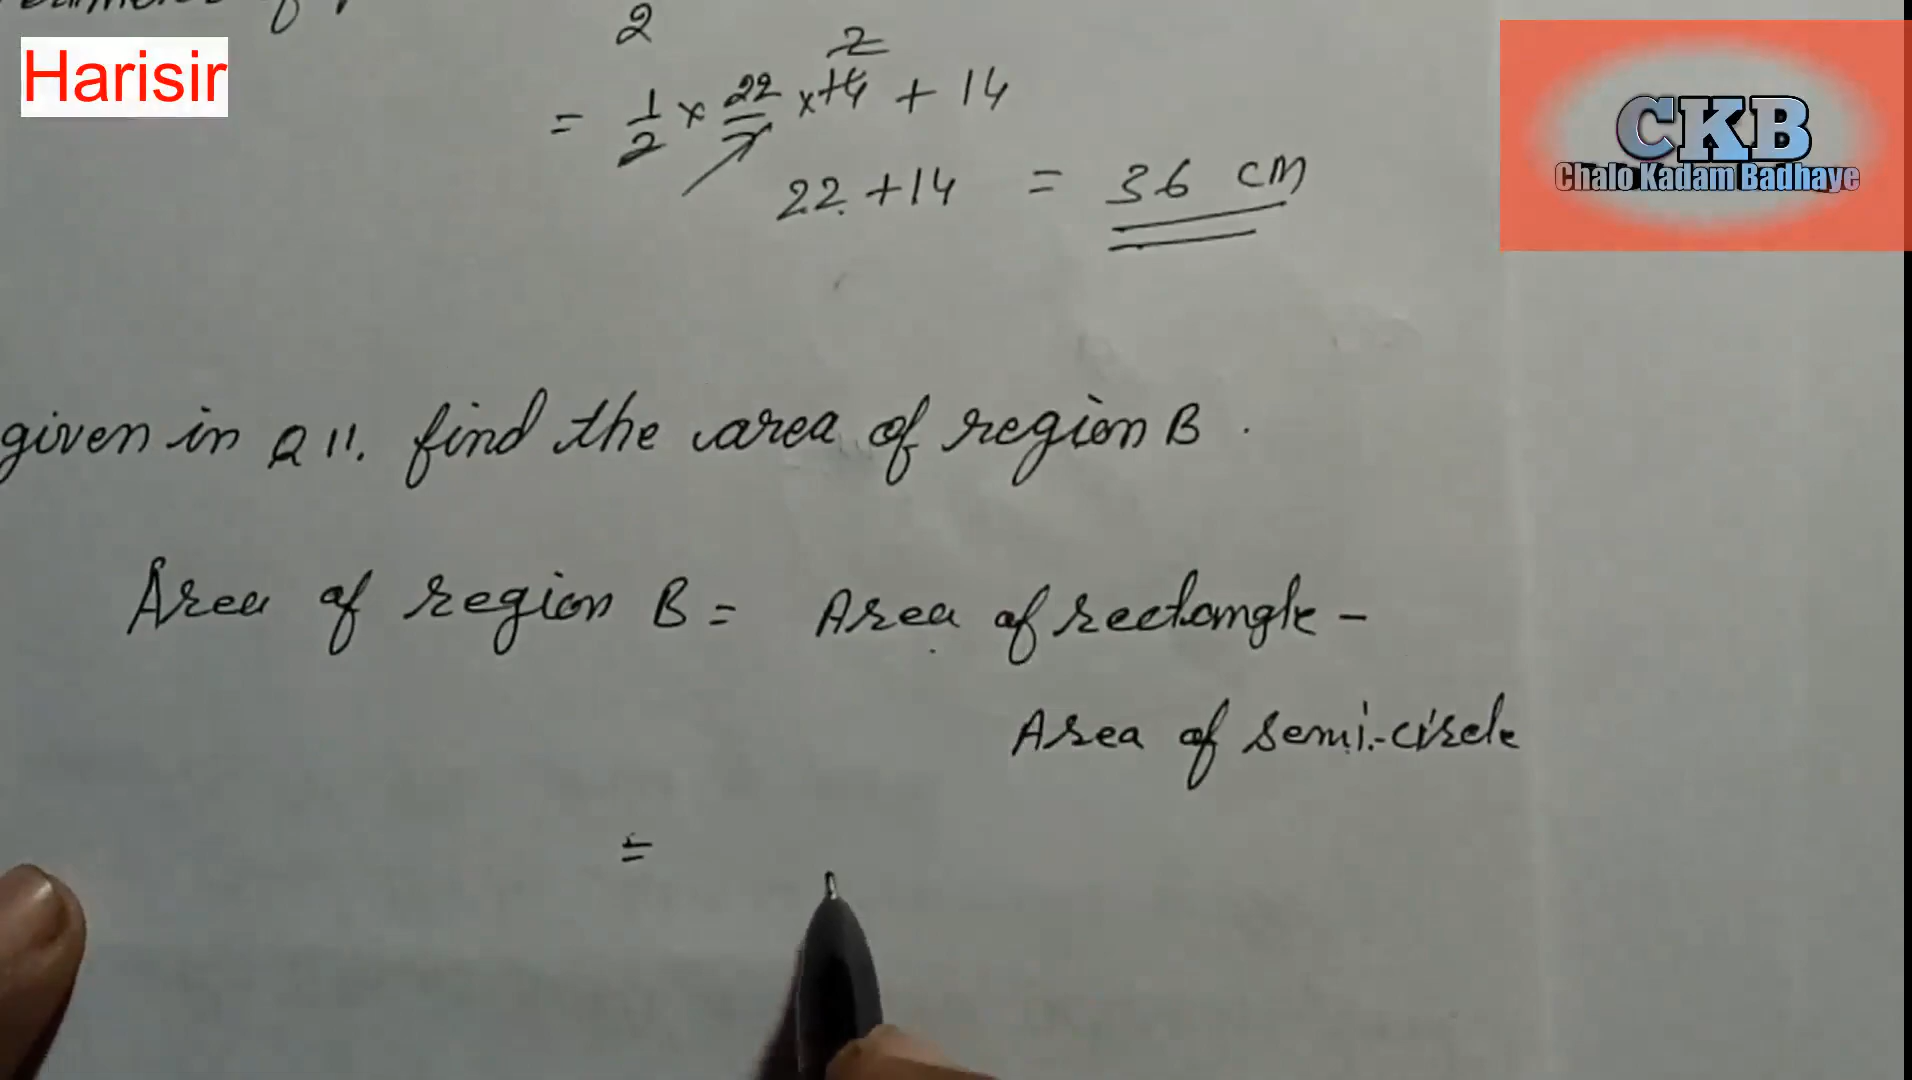 Harisir
CKB
Chalo Kadam Badhaye
2
2
= 1/2 × 22/7 × 14 + 14
22 + 14 = 36 cm
given in Q 11. find the area of region B.
Area of region B = Area of rectangle -
Area of semi-circle
=